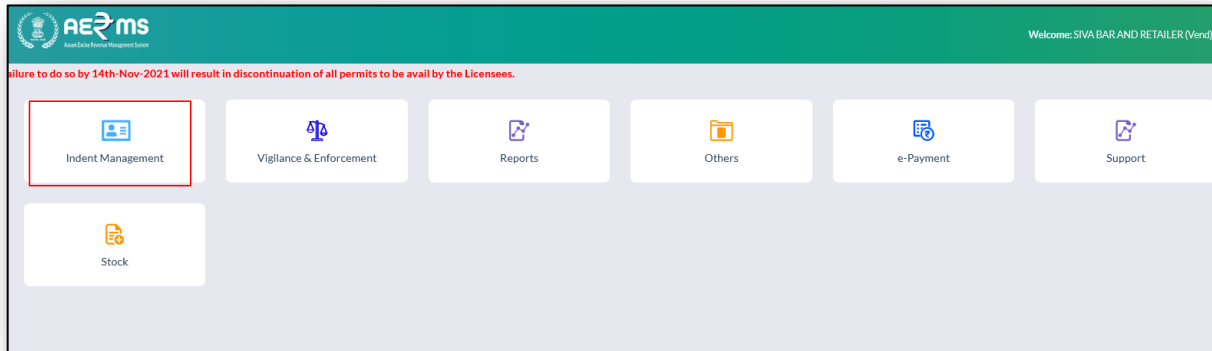 AE₹MS
Assam Excise Revenue Management System
Welcome: SIVA BAR AND RETAILER (Vend)
ailure to do so by 14th-Nov-2021 will result in discontinuation of all permits to be avail by the Licensees.
Indent Management
Vigilance & Enforcement
Reports
Others
e-Payment
Support
Stock